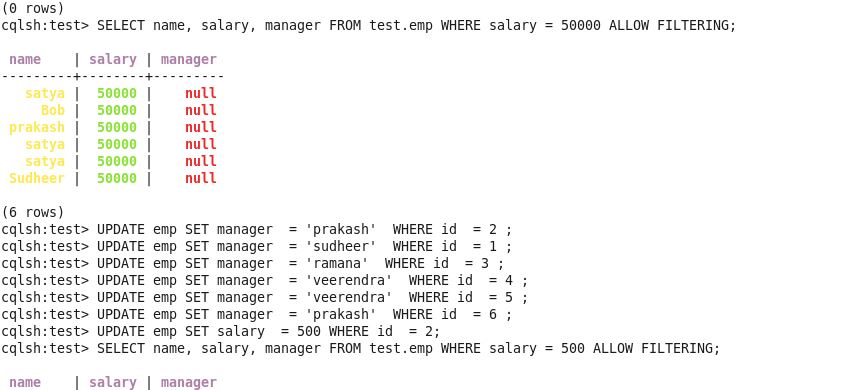 (0 rows)
cqlsh:test> SELECT name, salary, manager FROM test.emp WHERE salary = 50000 ALLOW FILTERING;
name | salary | manager
---------+--------+---------
satya | 50000 | null
Bob | 50000 | null
prakash | 50000 | null
satya | 50000 | null
satya | 50000 | null
Sudheer | 50000 | null
(6 rows)
cqlsh:test> UPDATE emp SET manager  = 'prakash'  WHERE id  = 2 ;
cqlsh:test> UPDATE emp SET manager  = 'sudheer'  WHERE id  = 1 ;
cqlsh:test> UPDATE emp SET manager  = 'ramana'  WHERE id  = 3 ;
cqlsh:test> UPDATE emp SET manager  = 'veerendra'  WHERE id  = 4 ;
cqlsh:test> UPDATE emp SET manager  = 'veerendra'  WHERE id  = 5 ;
cqlsh:test> UPDATE emp SET manager  = 'prakash'  WHERE id  = 6 ;
cqlsh:test> UPDATE emp SET salary  = 500 WHERE id  = 2;
cqlsh:test> SELECT name, salary, manager FROM test.emp WHERE salary = 500 ALLOW FILTERING;
name | salary | manager